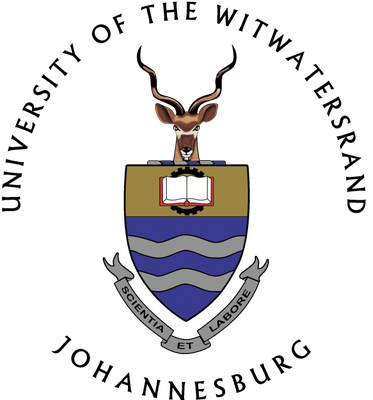 UNIVERSITY OF THE WITWATERSRAND
SCIENTIA ET LABORE
JOHANNESBURG